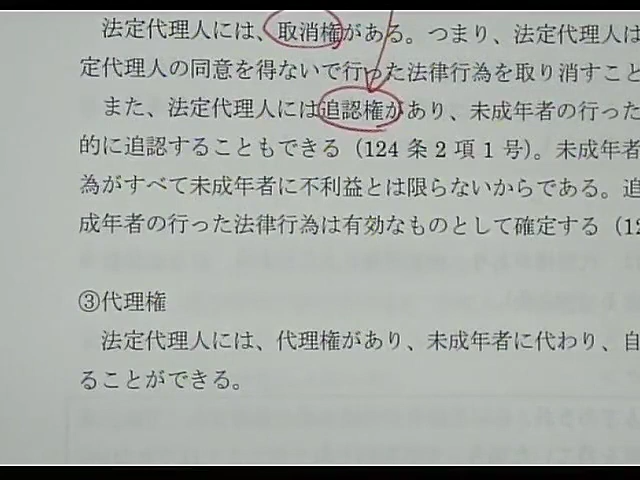 法定代理人には、取消権がある。つまり、法定代理人は
定代理人の同意を得ないで行った法律行為を取り消すこと
また、法定代理人には追認権があり、未成年者の行った
的に追認することもできる（124 条 2 項 1 号）。未成年者
為がすべて未成年者に不利益とは限らないからである。追
成年者の行った法律行為は有効なものとして確定する（12
③代理権
法定代理人には、代理権があり、未成年者に代わり、自
ることができる。